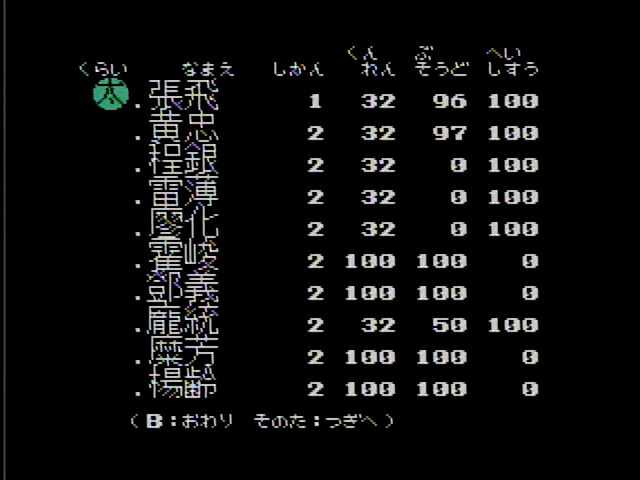 くん ぶ へい
くらい なまえ しかん れん そうど しすう
.張飛 1 32 96 100
.黄忠 2 32 97 100
.程銀 2 32 0 100
.雷薄 2 32 0 100
.廖化 2 32 0 100
.霍峻 2 100 100 0
.鄧義 2 100 100 0
.龐統 2 32 50 100
.糜芳 2 100 100 0
.楊齢 2 100 100 0
(B:おわり そのた:つぎへ)